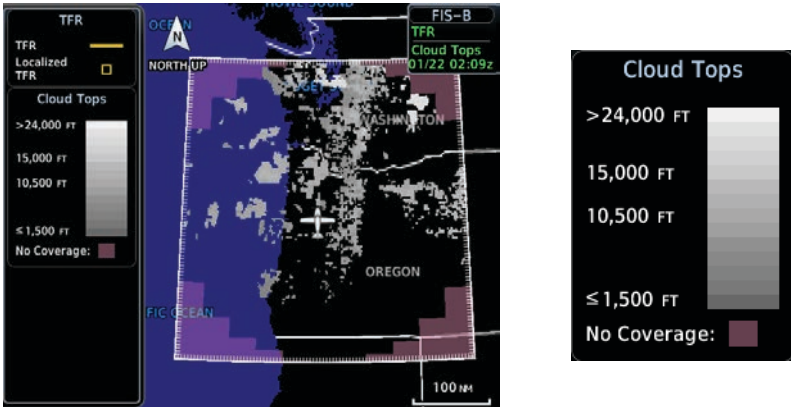 TFR
TFR
Localized
TFR
Cloud Tops
>24,000 FT
15,000 FT
10,500 FT
≤1,500 FT
No Coverage:
HOWE SOUND
OCEAN
N
NORTH UP
FIS-B
TFR
Cloud Tops
01/22 02:09z
WASHINGTON
OREGON
FIC OCEAN
100 NM
Cloud Tops
>24,000 FT
15,000 FT
10,500 FT
≤ 1,500 FT
No Coverage: